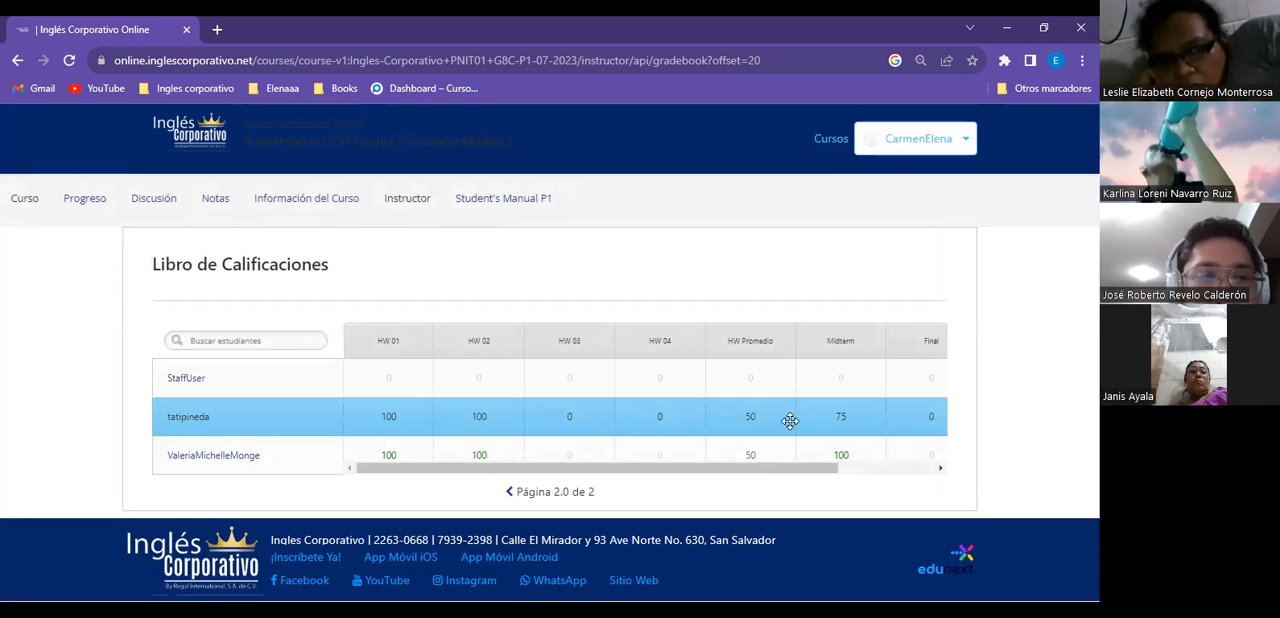 | Inglés Corporativo Online
online.inglescorporativo.net/courses/course-v1:Ingles-Corporativo+PNIT01+G8C-P1-07-2023/instructor/api/gradebook?offset=20
E
Gmail
YouTube
Ingles corporativo
Elenaaa
Books
Dashboard – Curso...
Otros marcadores
Inglés
Corporativo
Cursos
CarmenElena
Curso
Progreso
Discusión
Notas
Información del Curso
Instructor
Student's Manual P1
Libro de Calificaciones
Buscar estudiantes
HW 01 HW 02 HW 03 HW 04 HW Promedio Midterm Final
StaffUser 0 0 0 0 0 0 0
tatipineda 100 100 0 0 50 75 0
ValeriaMichelleMonge 100 100 0 0 50 100 0
Página 2.0 de 2
Inglés
Corporativo
By Regal International, S.A. de C.V.
Ingles Corporativo | 2263-0668 | 7939-2398 | Calle El Mirador y 93 Ave Norte No. 630, San Salvador
¡Inscríbete Ya!
App Móvil iOS
App Móvil Android
Facebook
YouTube
Instagram
WhatsApp
Sitio Web
edunext
Leslie Elizabeth Cornejo Monterrosa
Karlina Loreni Navarro Ruiz
José Roberto Revelo Calderón
Janis Ayala